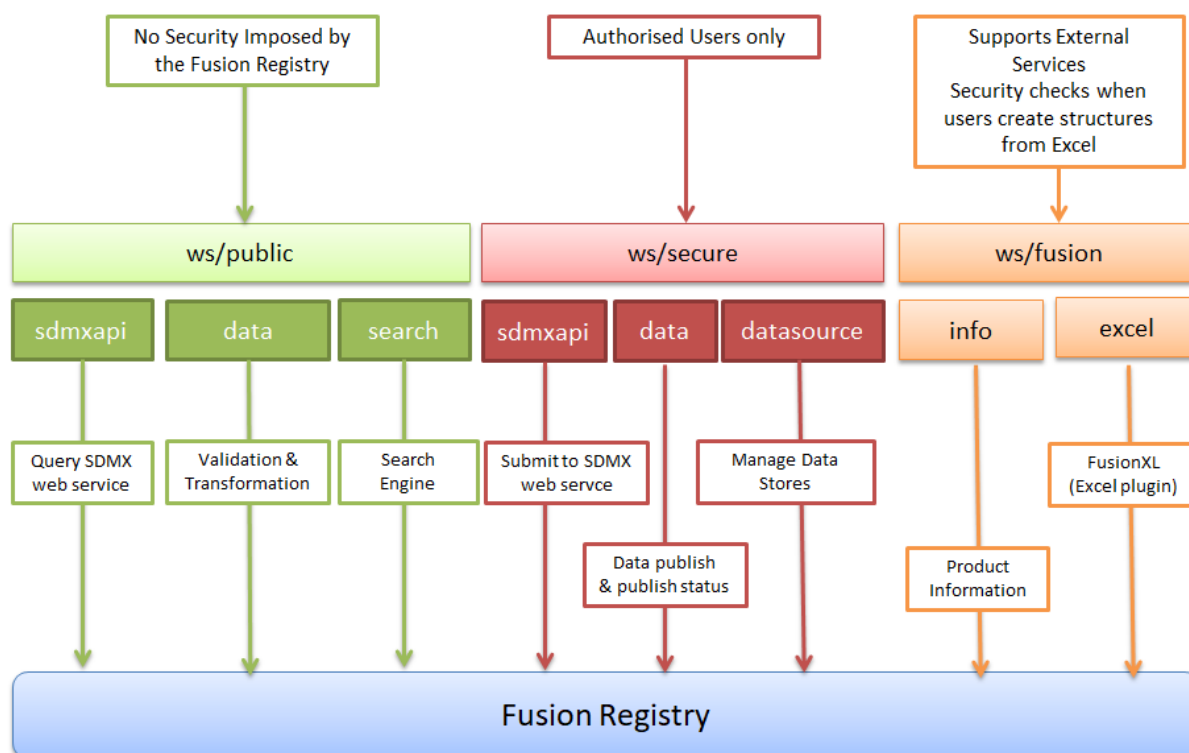 No Security Imposed by
the Fusion Registry
Authorised Users only
Supports External
Services
Security checks when
users create structures
from Excel
ws/public
ws/secure
ws/fusion
sdmxapi
data
search
sdmxapi
data
datasource
info
excel
Query SDMX
web service
Validation &
Transformation
Search
Engine
Submit to SDMX
web servce
Manage Data
Stores
FusionXL
(Excel plugin)
Data publish
& publish status
Product
Information
Fusion Registry